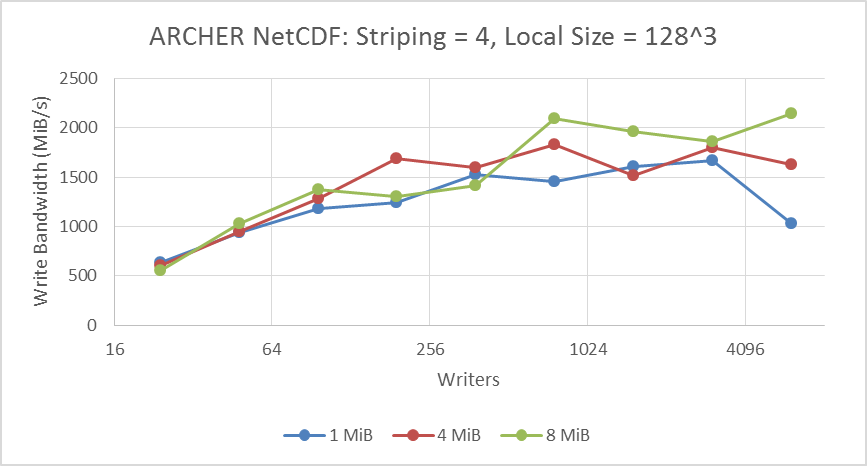 ARCHER NetCDF: Striping = 4, Local Size = 128^3
Write Bandwidth (MiB/s)
2500
2000
1500
1000
500
0
16 64 256 1024 4096
Writers
1 MiB 4 MiB 8 MiB